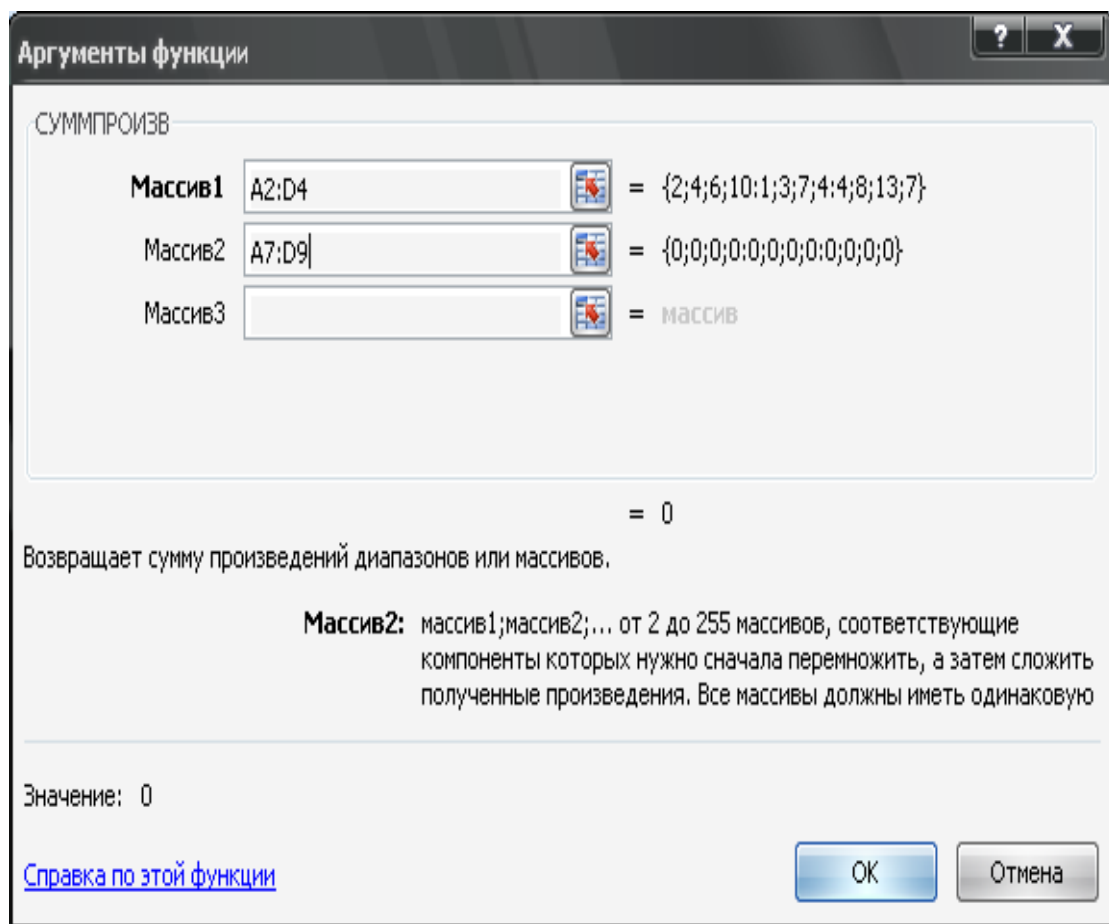 Аргументы функции
? X
СУММПРОИЗВ
Массив1 A2:D4 = {2;4;6;10:1;3;7;4:4;8;13;7}
Массив2 A7:D9 = {0;0;0;0:0;0;0;0:0;0;0;0}
Массив3 = массив
= 0
Возвращает сумму произведений диапазонов или массивов.
Массив2: массив1;массив2;... от 2 до 255 массивов, соответствующие
компоненты которых нужно сначала перемножить, а затем сложить
полученные произведения. Все массивы должны иметь одинаковую
Значение: 0
Справка по этой функции
ОК
Отмена